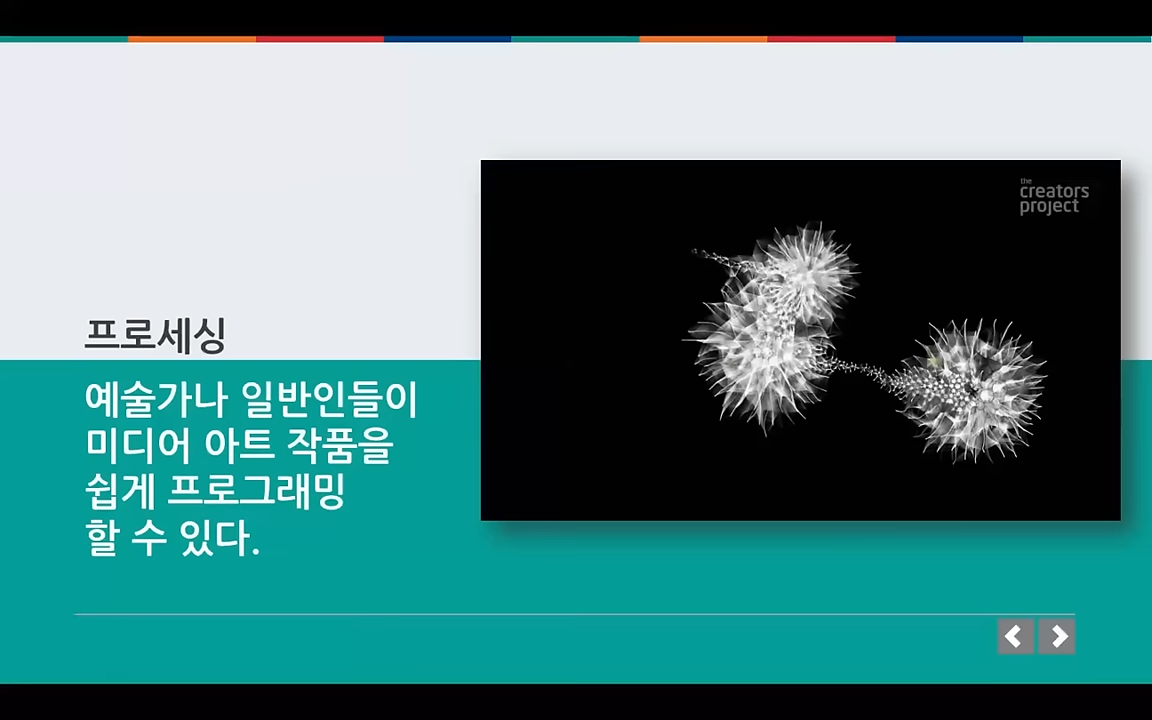 the
creators
project
프로세싱
예술가나 일반인들이
미디어 아트 작품을
쉽게 프로그래밍
할 수 있다.